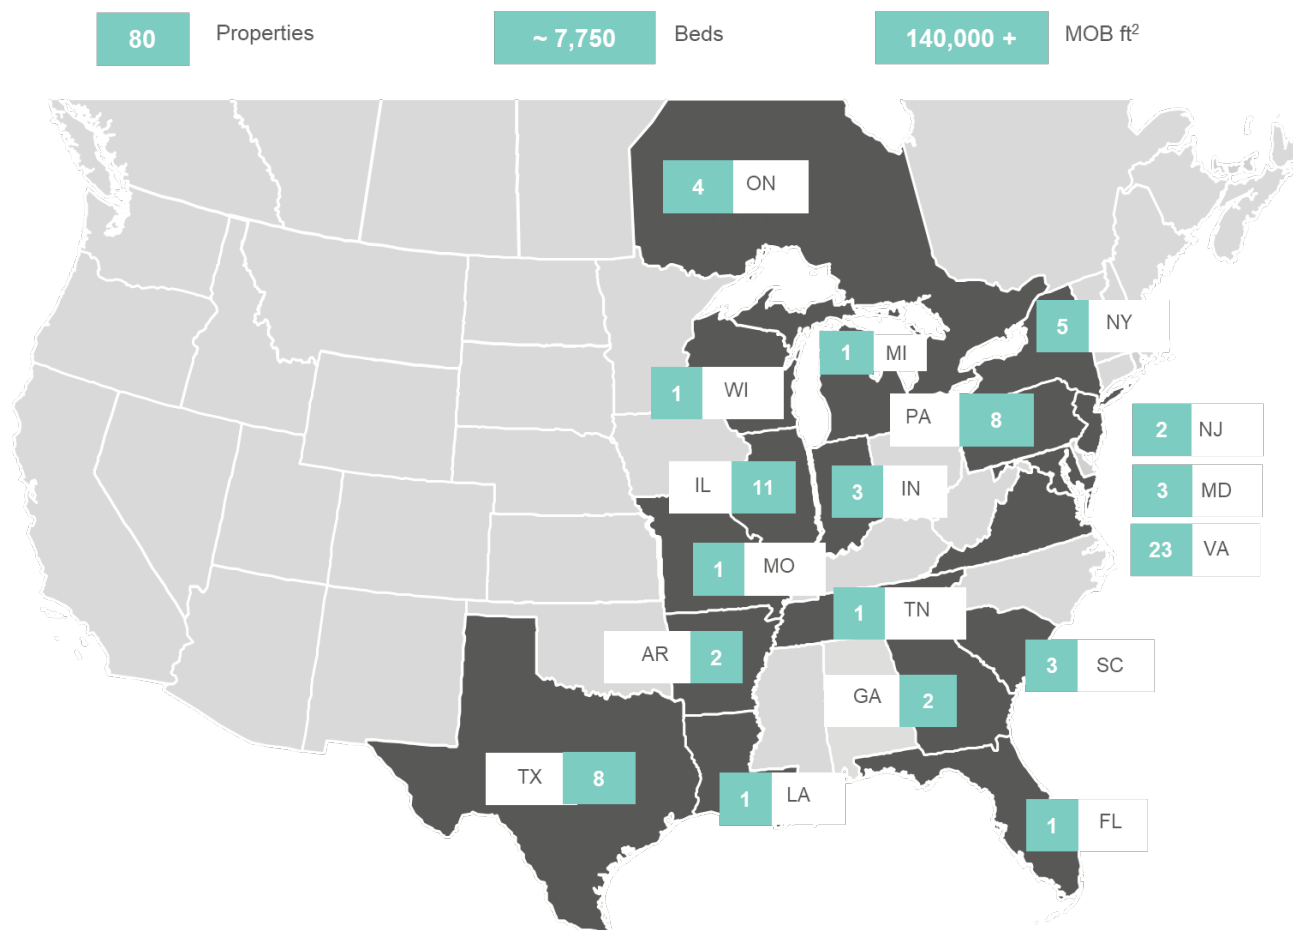 80 Properties
~ 7,750 Beds
140,000 + MOB ft²
4 ON
5 NY
1 MI
1 WI
PA 8
2 NJ
IL 11
3 IN
3 MD
23 VA
1 MO
1 TN
AR 2
3 SC
GA 2
TX 8
1 LA
1 FL